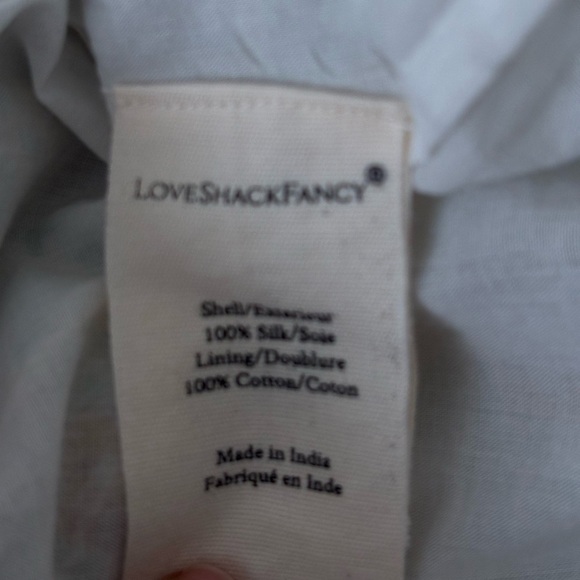 LOVESHACKFANCY®
Shell/
100% Silk/Soie
Lining/Doublure
100% Cotton/Coton
Made in India
Fabriqué en Inde